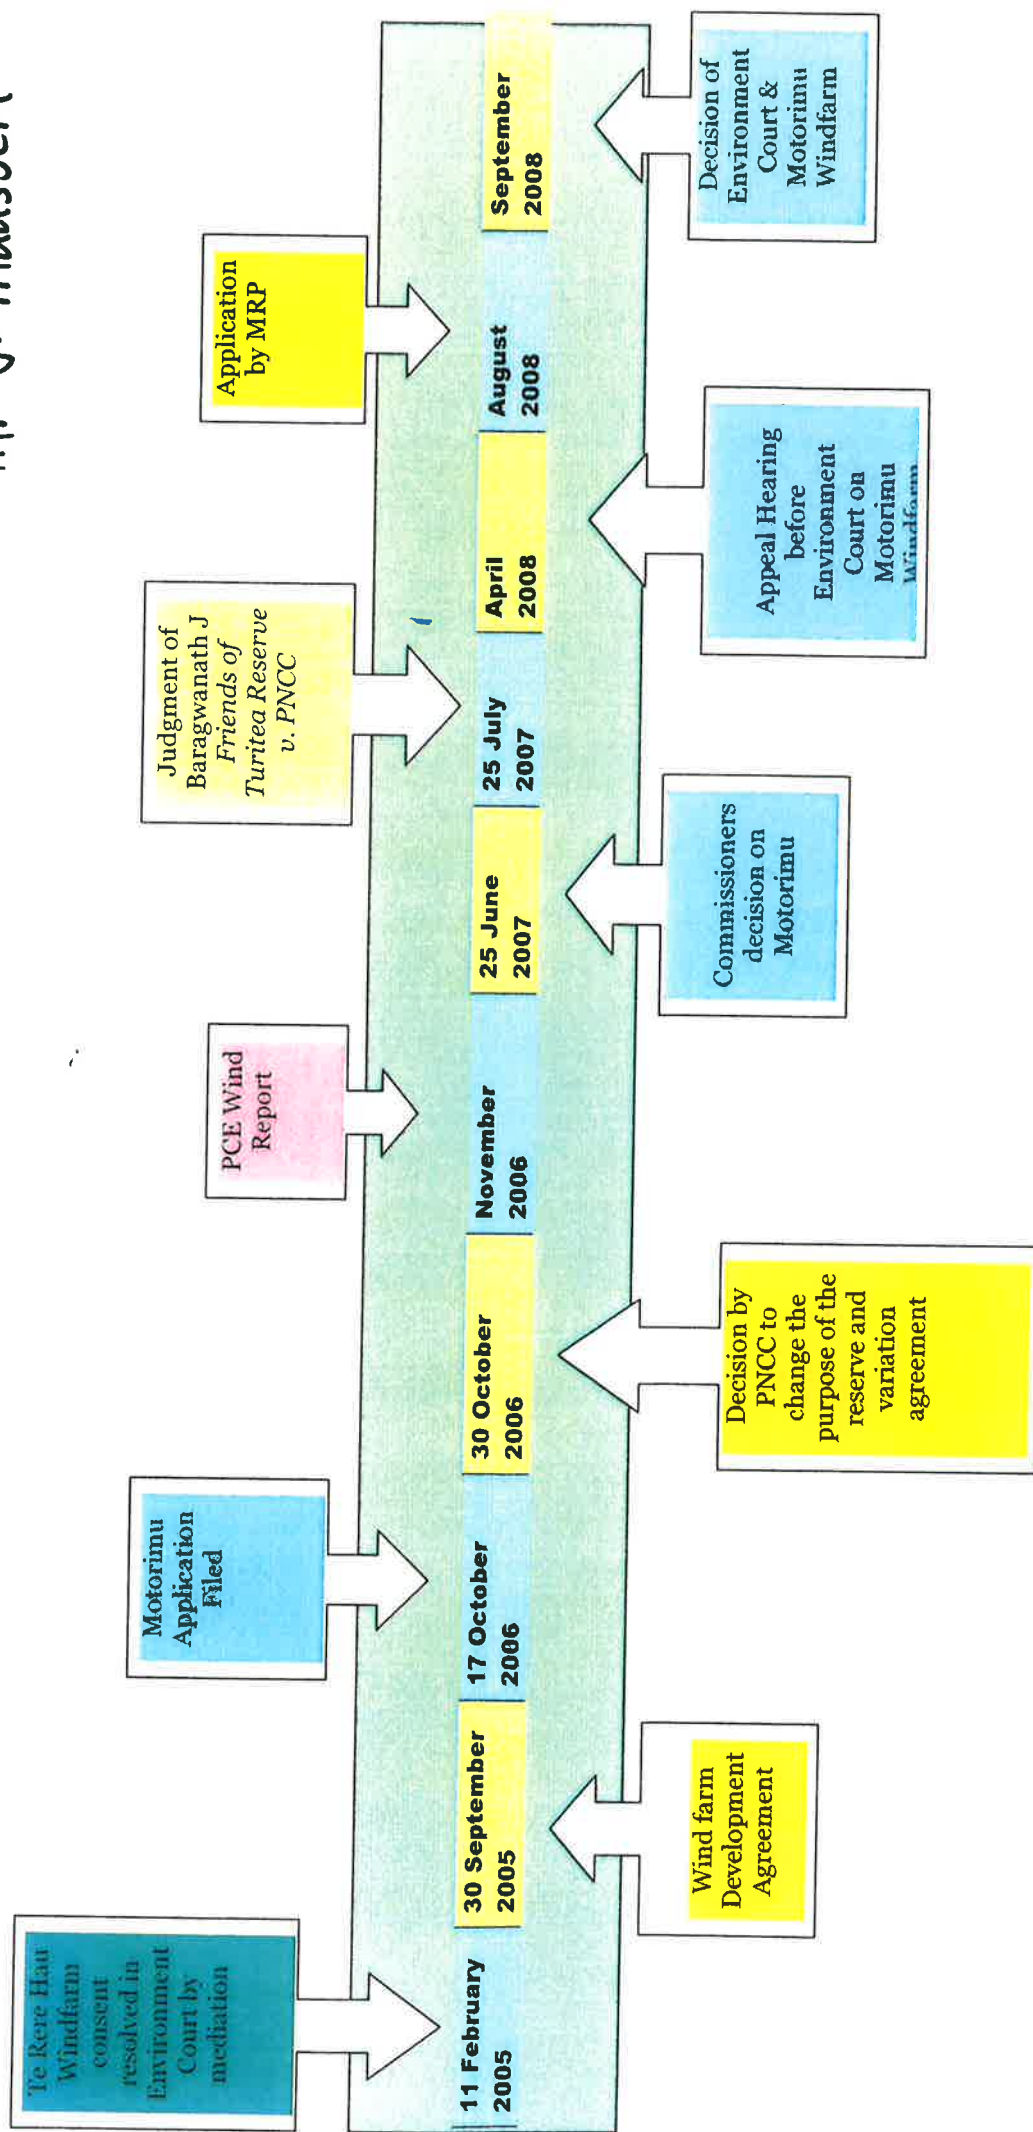 Te Rere Hau
Windfarm
consent
resolved in
Environment
Court by
mediation
Motorimu
Application
Filed
PCE Wind
Report
Judgment of
Baragwanath J
Friends of
Turitea Reserve
v. PNCC
Application
by MRP
11 February
2005
30 September
2005
17 October
2006
30 October
2006
November
2006
25 June
2007
25 July
2007
April
2008
August
2008
September
2008
Wind farm
Development
Agreement
Decision by
PNCC to
change the
purpose of the
reserve and
variation
agreement
Commissioners
decision on
Motorimu
Appeal Hearing
before
Environment
Court on
Motorimu
Windfarm
Decision of
Environment
Court &
Motorimu
Windfarm